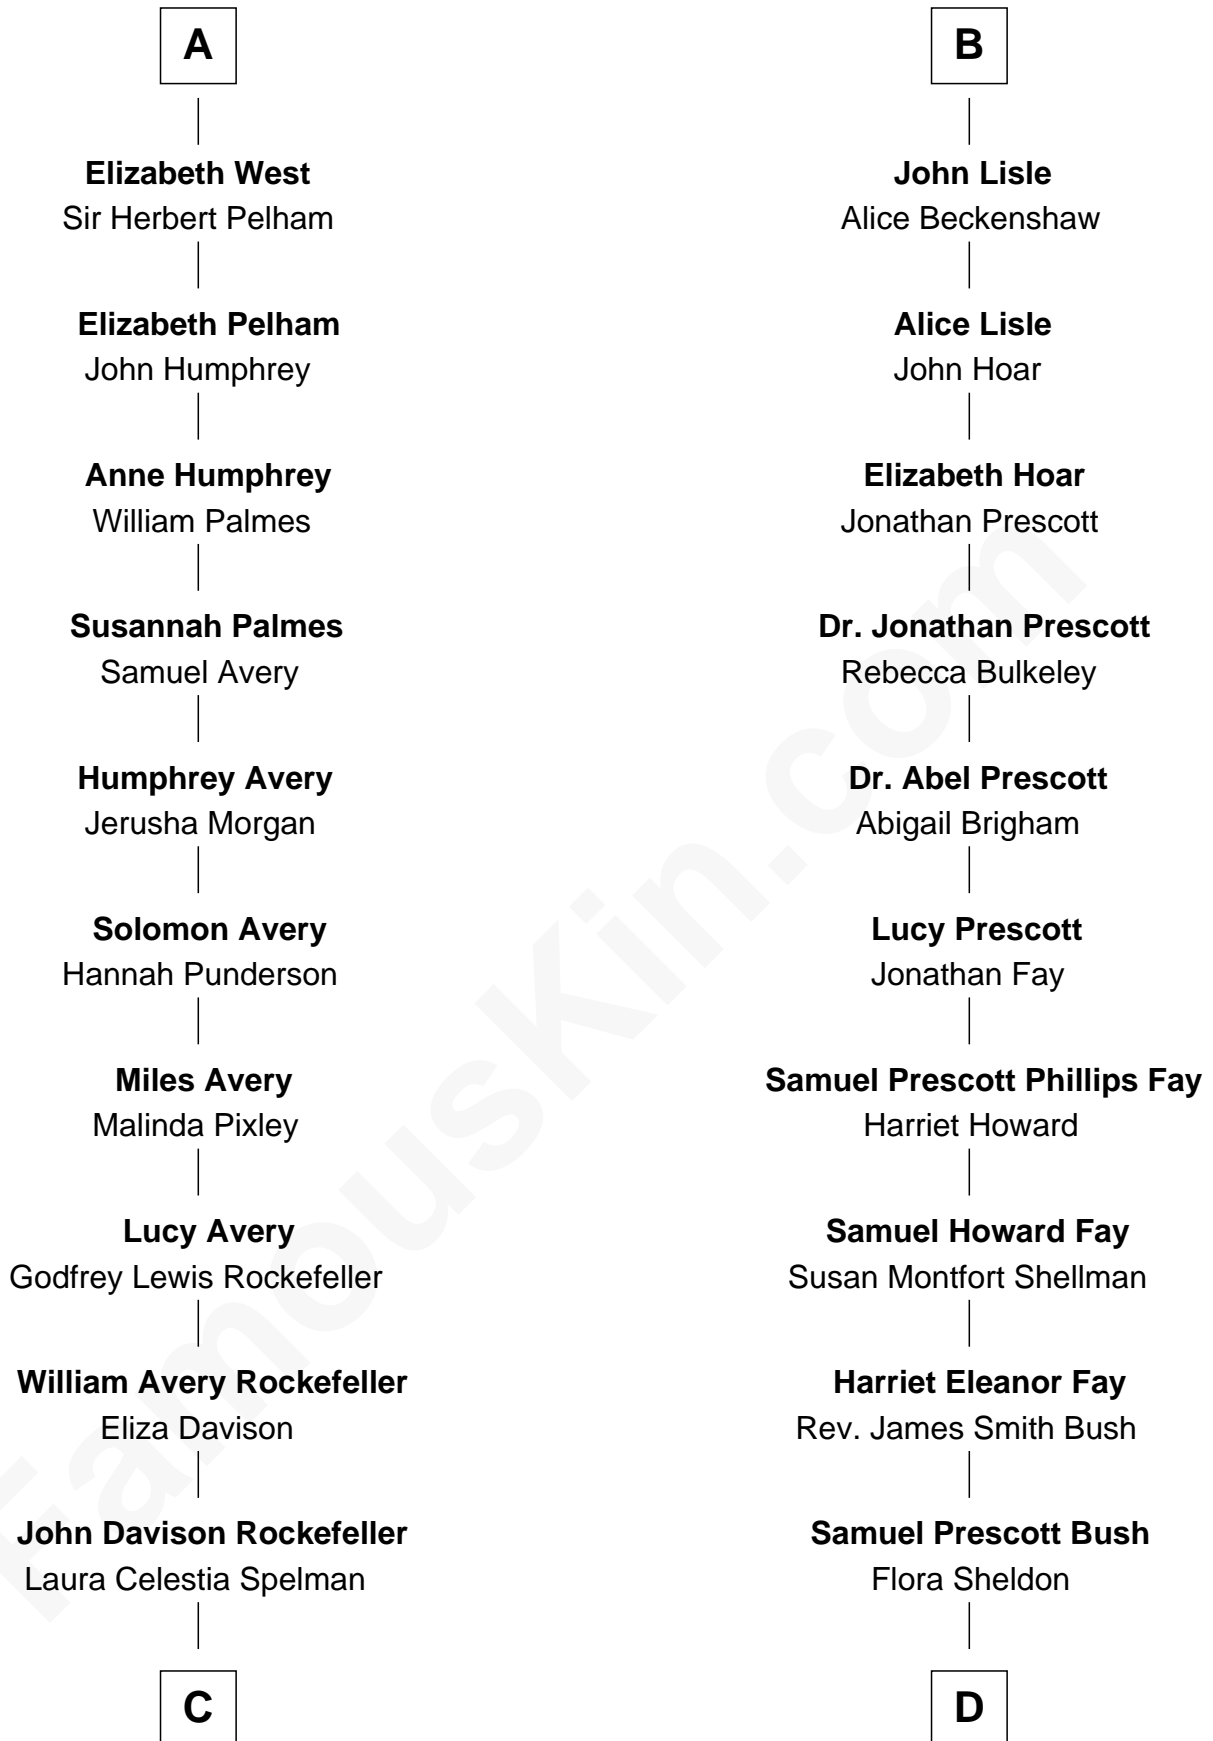 A
Elizabeth West
Sir Herbert Pelham
Elizabeth Pelham
John Humphrey
Anne Humphrey
William Palmes
Susannah Palmes
Samuel Avery
Humphrey Avery
Jerusha Morgan
Solomon Avery
Hannah Punderson
Miles Avery
Malinda Pixley
Lucy Avery
Godfrey Lewis Rockefeller
William Avery Rockefeller
Eliza Davison
John Davison Rockefeller
Laura Celestia Spelman
C
B
John Lisle
Alice Beckenshaw
Alice Lisle
John Hoar
Elizabeth Hoar
Jonathan Prescott
Dr. Jonathan Prescott
Rebecca Bulkeley
Dr. Abel Prescott
Abigail Brigham
Lucy Prescott
Jonathan Fay
Samuel Prescott Phillips Fay
Harriet Howard
Samuel Howard Fay
Susan Montfort Shellman
Harriet Eleanor Fay
Rev. James Smith Bush
Samuel Prescott Bush
Flora Sheldon
D
FamousKin.com